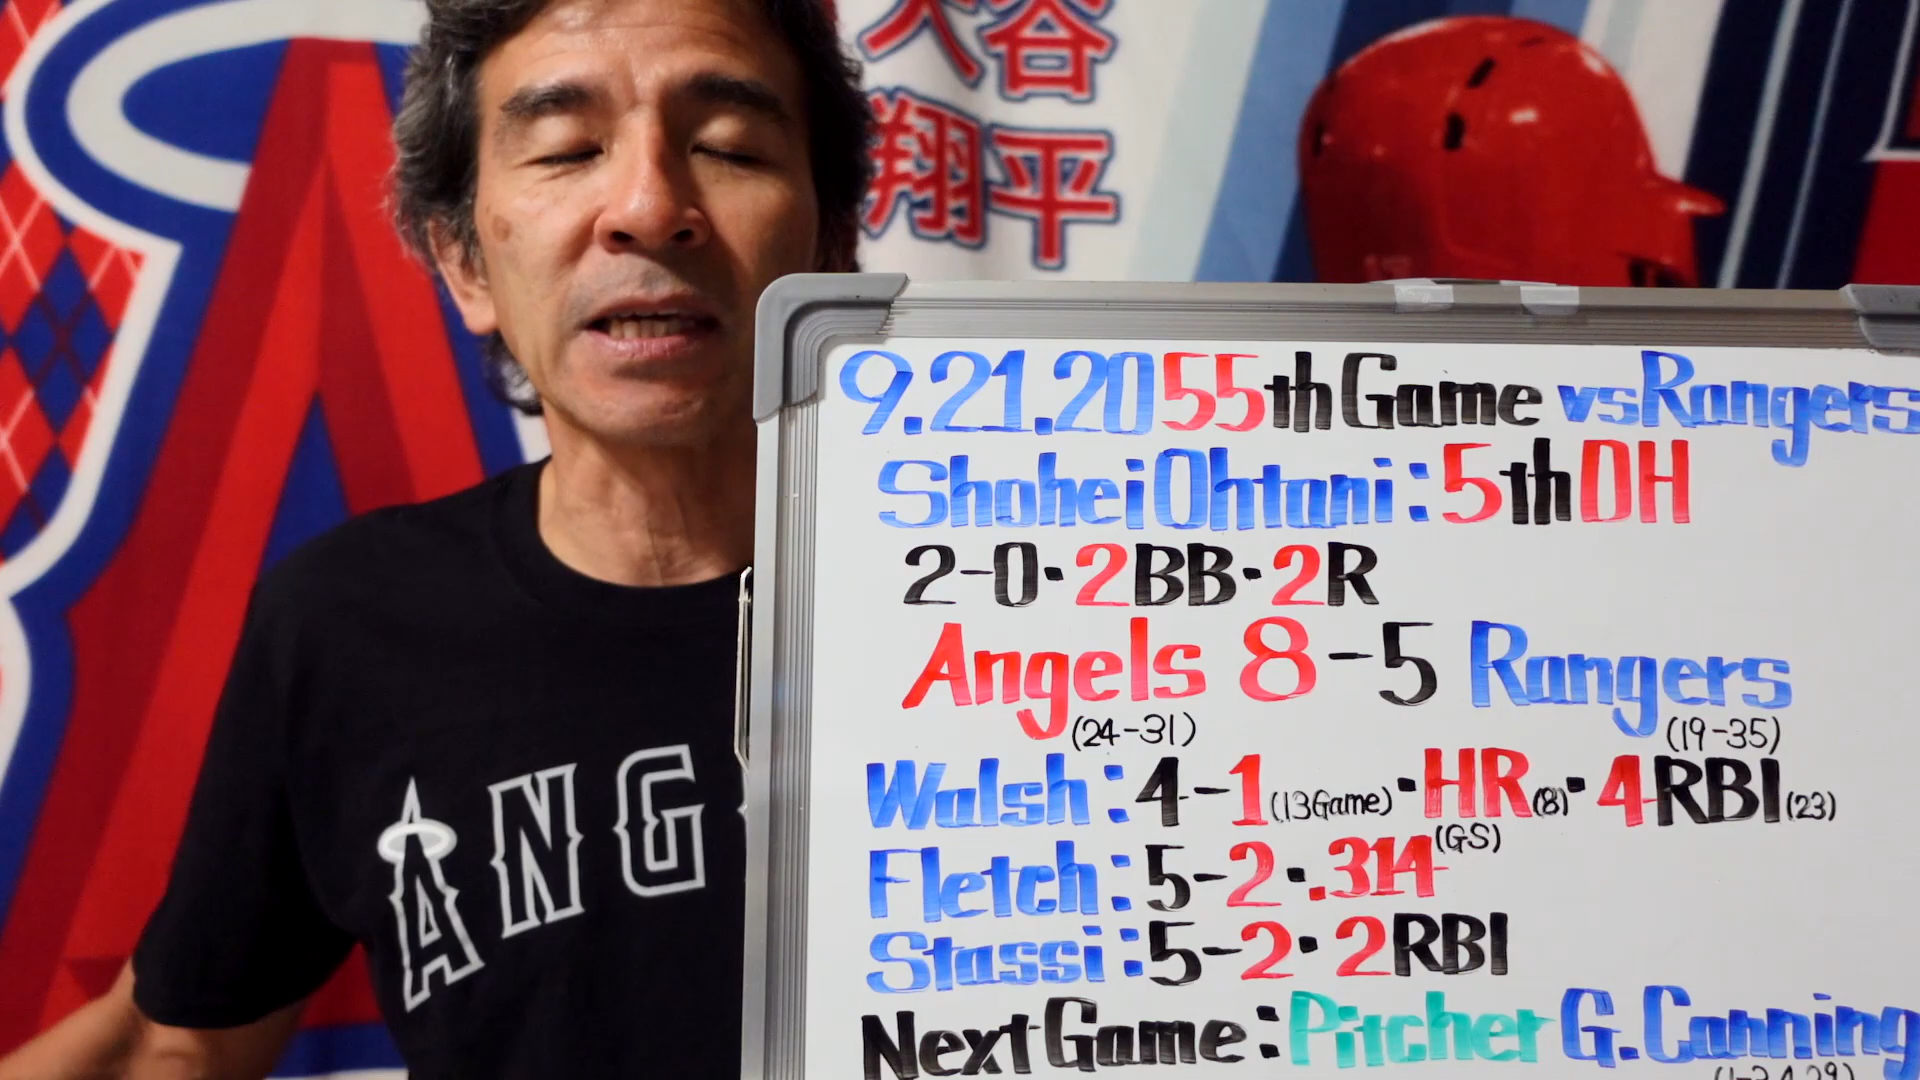 大谷
翔平
9.21.20 55th Game vs Rangers
Shohei Ohtani: 5th DH
2-0・2BB・2R
Angels 8-5 Rangers
(24-31) (19-35)
Walsh: 4-1 (13Game)・HR(8)・4RBI(23)
(GS)
Fletch: 5-2・.314
Stassi: 5-2・2RBI
Next Game: Pitcher G.Canning
ANG